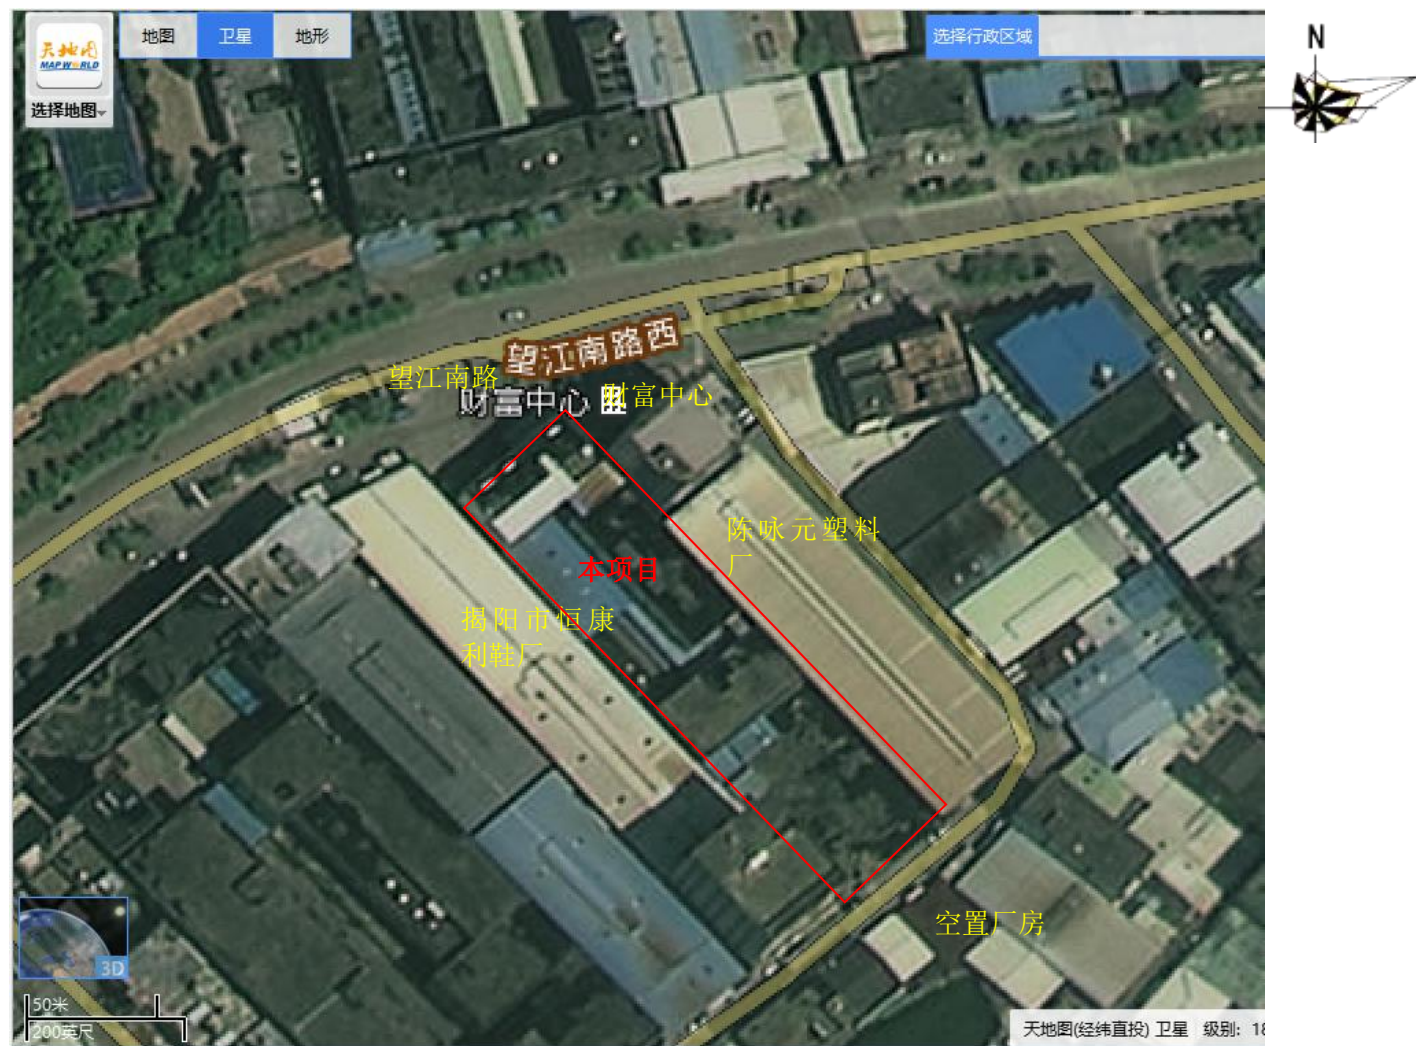 天地图
MAP WORLD
选择地图
地图
卫星
地形
选择行政区域
N
望江南路西
望江南路
财富中心
财富中心
陈咏元塑料
厂
本项目
揭阳市恒康
利鞋厂
空置厂房
3D
50米
200英尺
天地图(经纬直投) 卫星 级别: 18